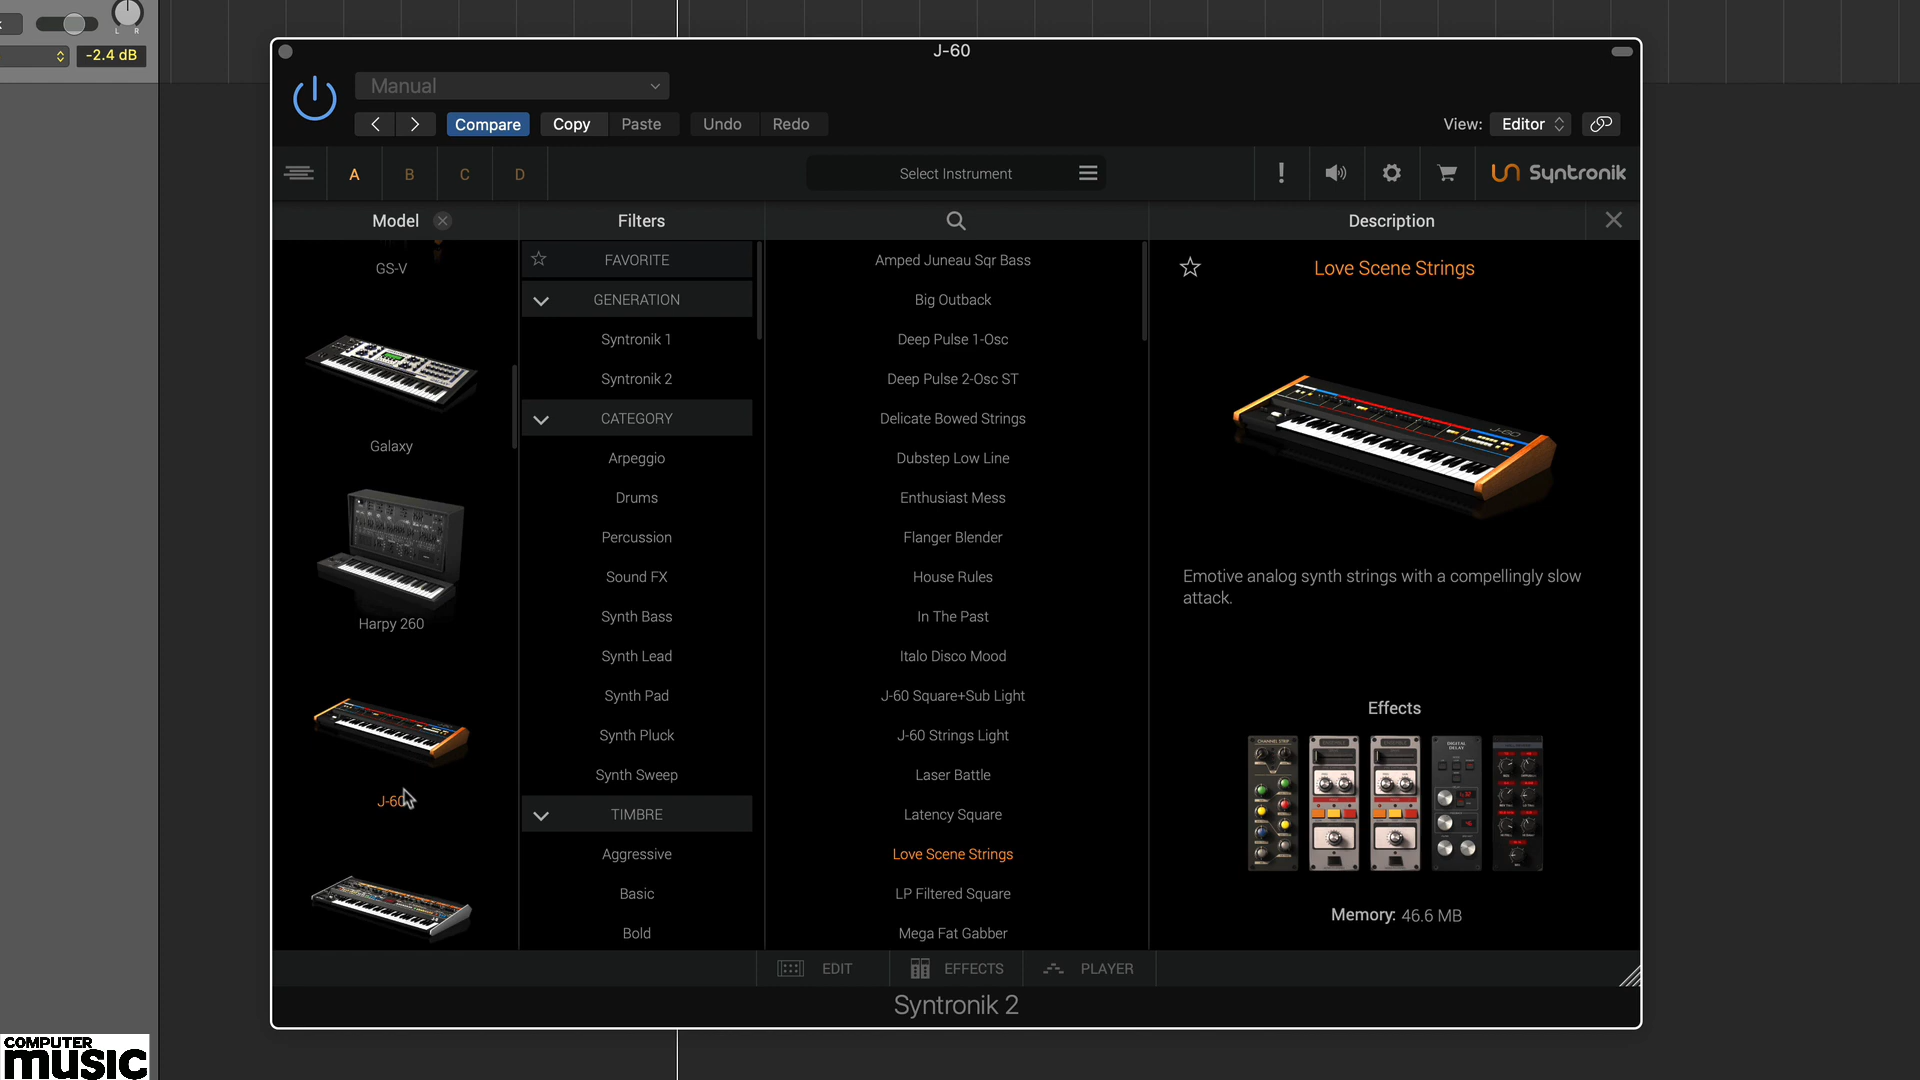 J-60
L R
-2.4 dB
Manual
Compare
Copy
Paste
Undo
Redo
View:
Editor
A
B
C
D
Select Instrument
!
Syntronik
Model
Filters
Description
GS-V
Galaxy
Harpy 260
J-60
FAVORITE
GENERATION
Syntronik 1
Syntronik 2
CATEGORY
Arpeggio
Drums
Percussion
Sound FX
Synth Bass
Synth Lead
Synth Pad
Synth Pluck
Synth Sweep
TIMBRE
Aggressive
Basic
Bold
Amped Juneau Sqr Bass
Big Outback
Deep Pulse 1-Osc
Deep Pulse 2-Osc ST
Delicate Bowed Strings
Dubstep Low Line
Enthusiast Mess
Flanger Blender
House Rules
In The Past
Italo Disco Mood
J-60 Square+Sub Light
J-60 Strings Light
Laser Battle
Latency Square
Love Scene Strings
LP Filtered Square
Mega Fat Gabber
Love Scene Strings
J-60
Emotive analog synth strings with a compellingly slow
attack.
Effects
CHANNEL STRIP
DIGITAL
DELAY
Memory: 46.6 MB
EDIT
EFFECTS
PLAYER
Syntronik 2
COMPUTER
music